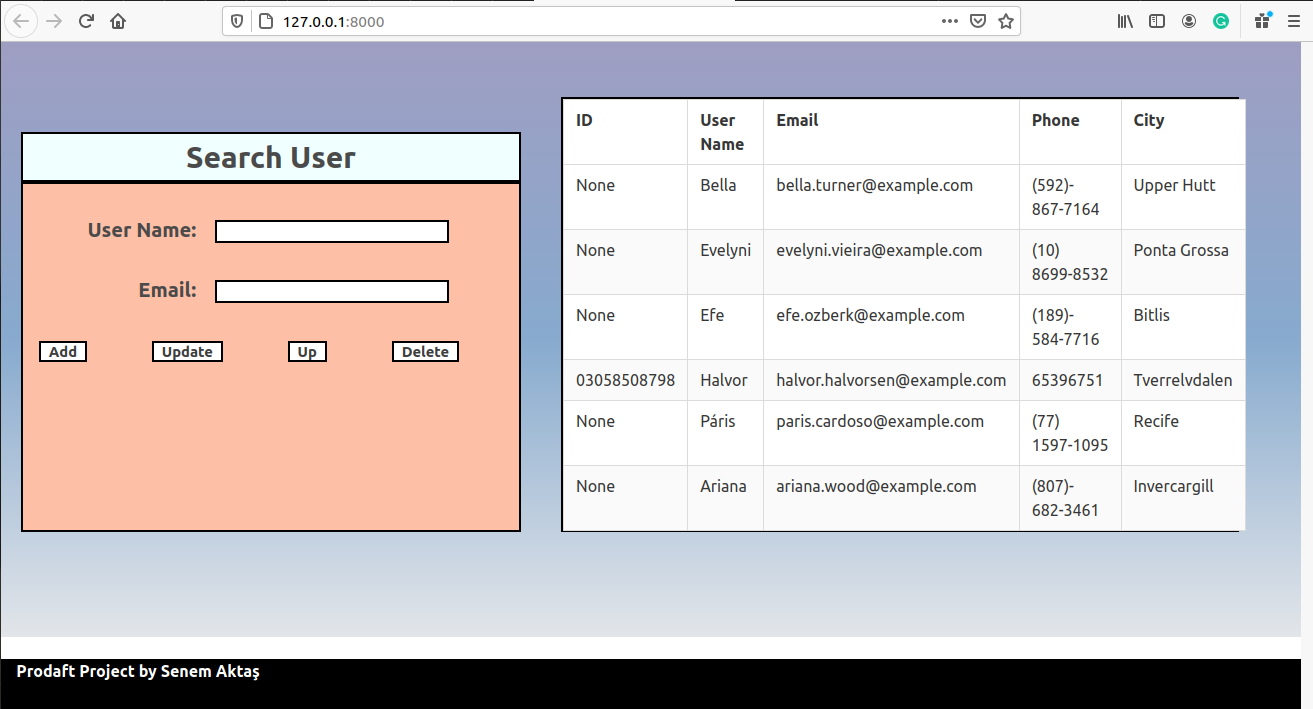 127.0.0.1:8000
Search User
User Name:
Email:
Add Update Up Delete
ID User Name Email Phone City
None Bella bella.turner@example.com (592)-867-7164 Upper Hutt
None Evelyni evelyni.vieira@example.com (10) 8699-8532 Ponta Grossa
None Efe efe.ozberk@example.com (189)-584-7716 Bitlis
03058508798 Halvor halvor.halvorsen@example.com 65396751 Tverrelvdalen
None Páris paris.cardoso@example.com (77) 1597-1095 Recife
None Ariana ariana.wood@example.com (807)-682-3461 Invercargill
Prodaft Project by Senem Aktaş